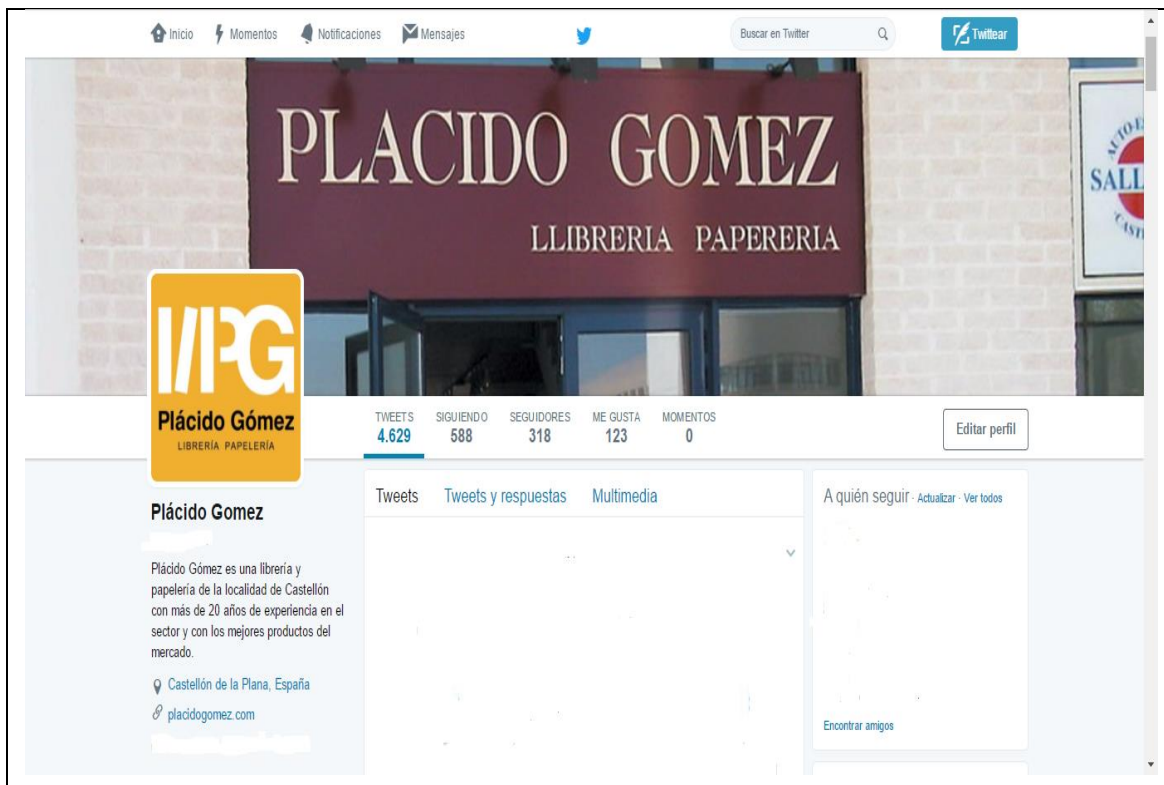 Inicio
Momentos
Notificaciones
Mensajes
Buscar en Twitter
Twittear
PLACIDO GOMEZ
LLIBRERIA PAPERERIA
AUTO-E
SALL
CASTE
I/IPG
Plácido Gómez
LIBRERÍA PAPELERÍA
TWEETS SIGUIENDO SEGUIDORES ME GUSTA MOMENTOS
4.629 588 318 123 0
Editar perfil
Plácido Gomez
Plácido Gómez es una librería y
papelería de la localidad de Castellón
con más de 20 años de experiencia en el
sector y con los mejores productos del
mercado.
Castellón de la Plana, España
placidogomez.com
Tweets Tweets y respuestas Multimedia
A quién seguir · Actualizar · Ver todos
Encontrar amigos